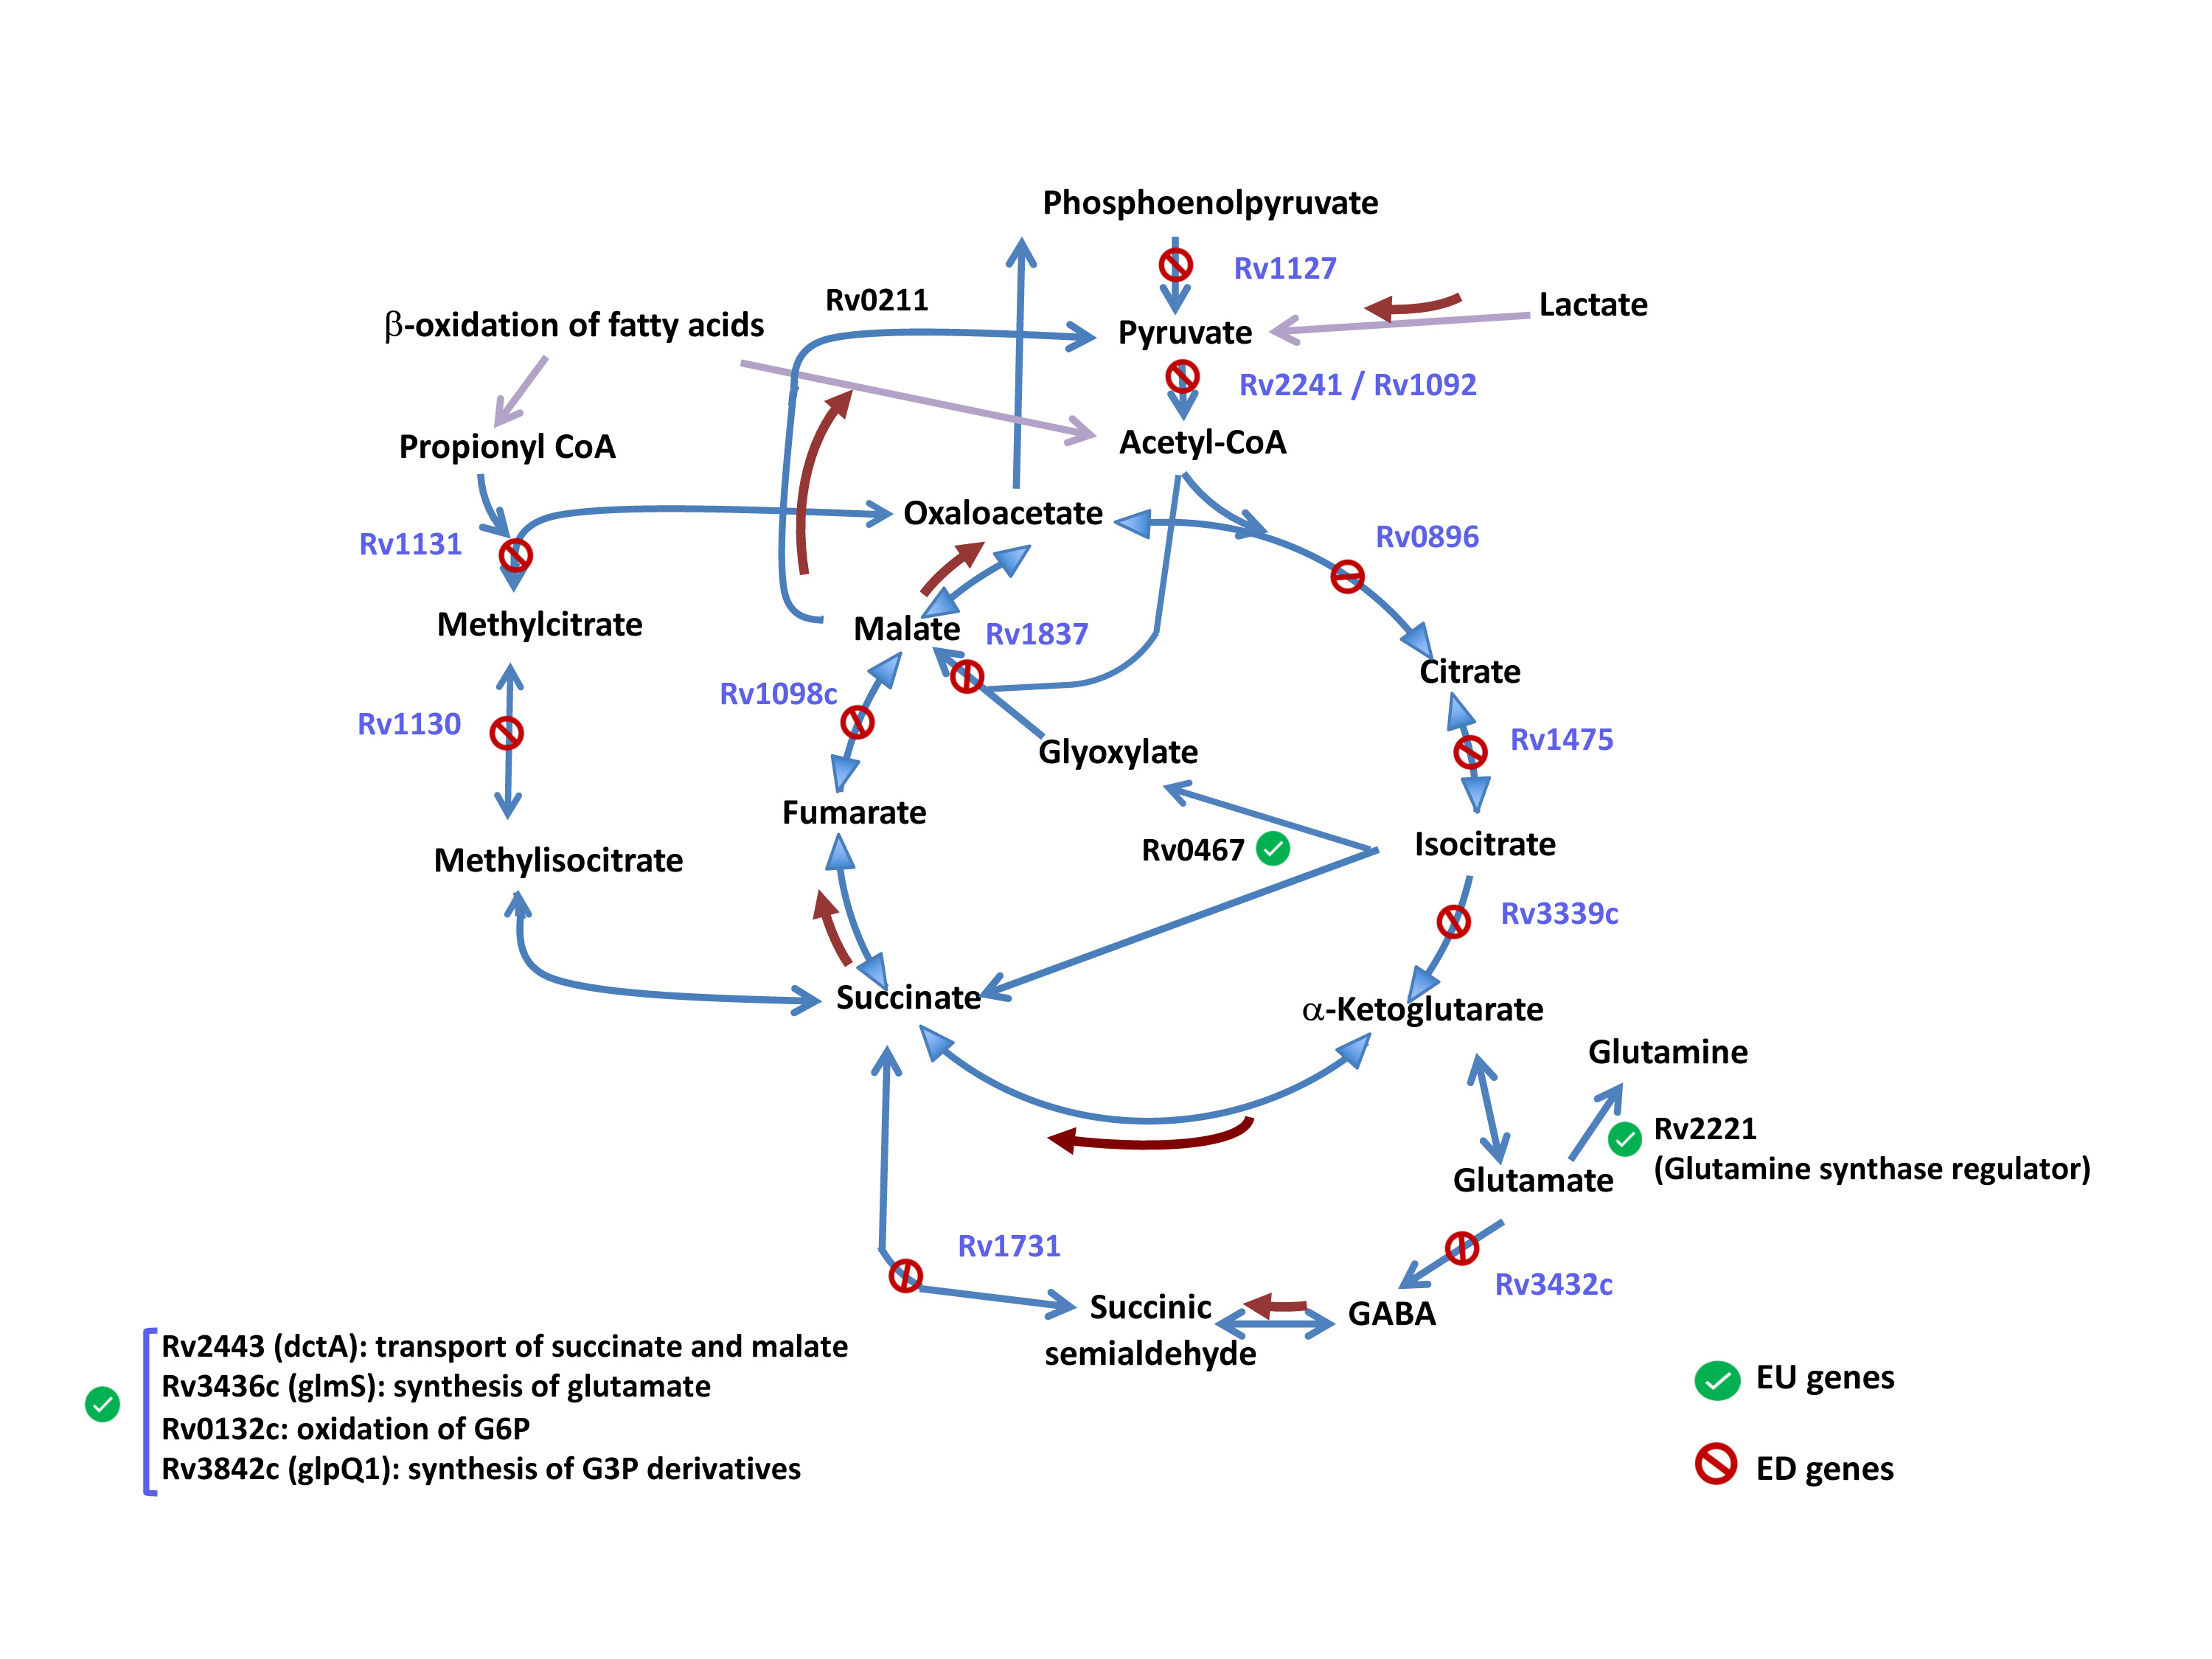 Phosphoenolpyruvate
Rv1127
Rv0211
Lactate
β-oxidation of fatty acids
Pyruvate
Rv2241 / Rv1092
Propionyl CoA
Acetyl-CoA
Oxaloacetate
Rv1131
Rv0896
Methylcitrate
Malate
Rv1837
Citrate
Rv1098c
Rv1130
Glyoxylate
Rv1475
Fumarate
Rv0467
Isocitrate
Methylisocitrate
Rv3339c
Succinate
α-Ketoglutarate
Glutamine
Rv2221
(Glutamine synthase regulator)
Glutamate
Rv1731
Rv3432c
Succinic
semialdehyde
GABA
Rv2443 (dctA): transport of succinate and malate
Rv3436c (glmS): synthesis of glutamate
Rv0132c: oxidation of G6P
Rv3842c (glpQ1): synthesis of G3P derivatives
EU genes
ED genes